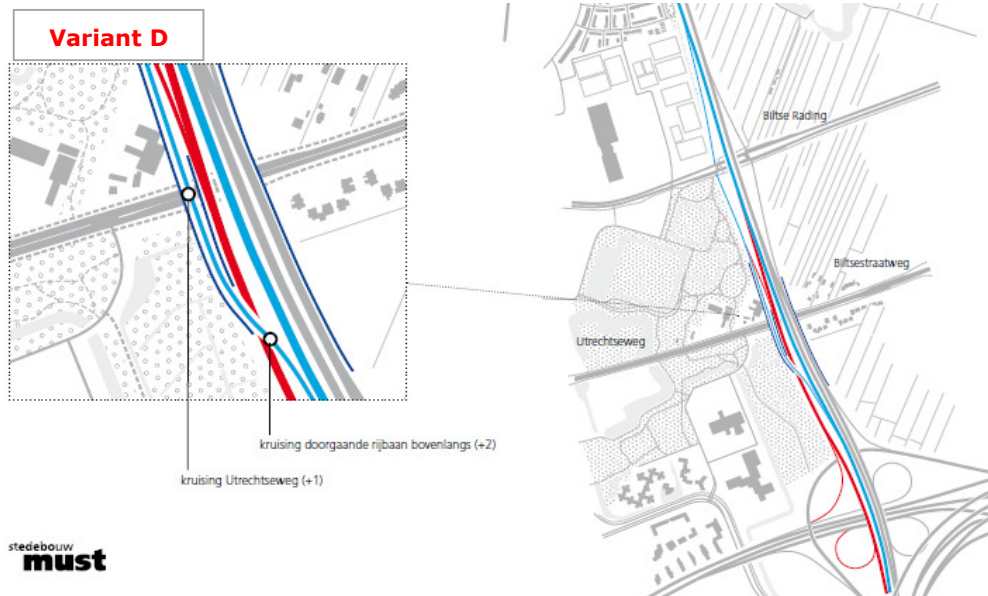 Variant D
Biltse Rading
Biltsestraatweg
Utrechtseweg
kruising doorgaande rijbaan bovenlangs (+2)
kruising Utrechtseweg (+1)
stedebouw
must